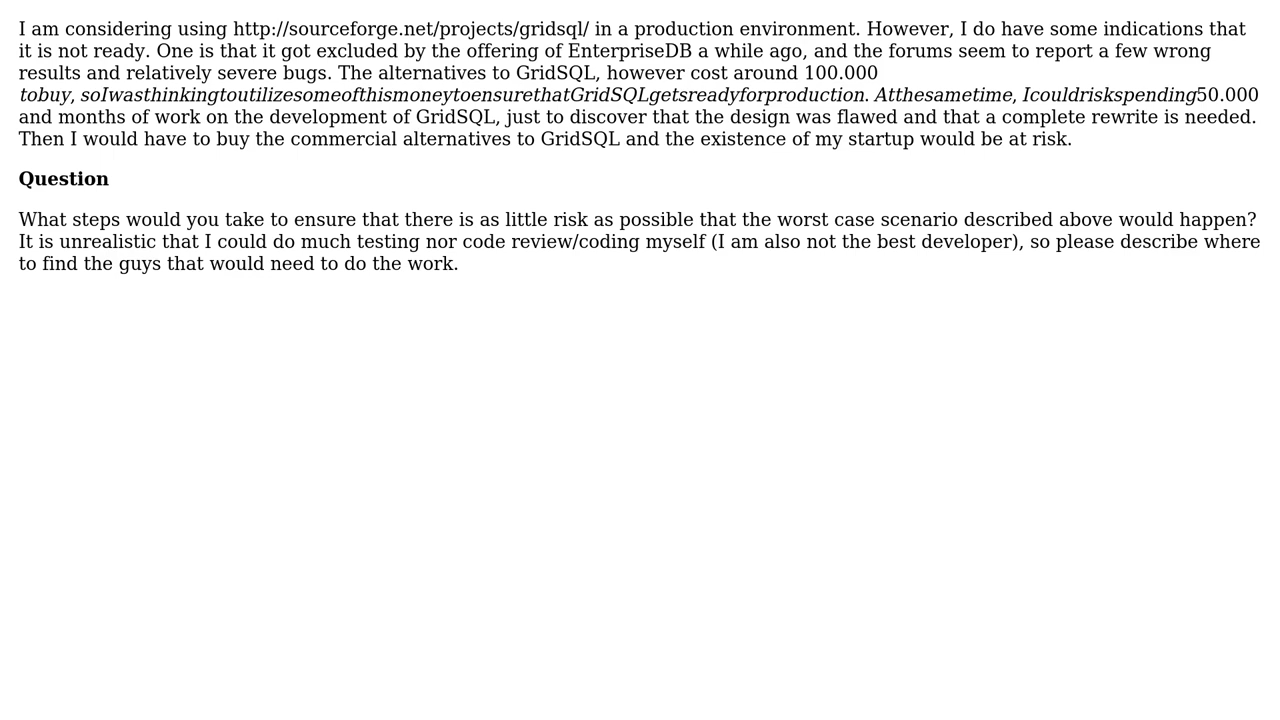 I am considering using http://sourceforge.net/projects/gridsql/ in a production environment. However, I do have some indications that
it is not ready. One is that it got excluded by the offering of EnterpriseDB a while ago, and the forums seem to report a few wrong
results and relatively severe bugs. The alternatives to GridSQL, however cost around 100.000
tobuy, soIwasthinkingtoutilizesomeofthismoneytoensurethatGridSQLgetsreadyforproduction. Atthesametime, Icouldriskspending50.000
and months of work on the development of GridSQL, just to discover that the design was flawed and that a complete rewrite is needed.
Then I would have to buy the commercial alternatives to GridSQL and the existence of my startup would be at risk.
Question
What steps would you take to ensure that there is as little risk as possible that the worst case scenario described above would happen?
It is unrealistic that I could do much testing nor code review/coding myself (I am also not the best developer), so please describe where
to find the guys that would need to do the work.